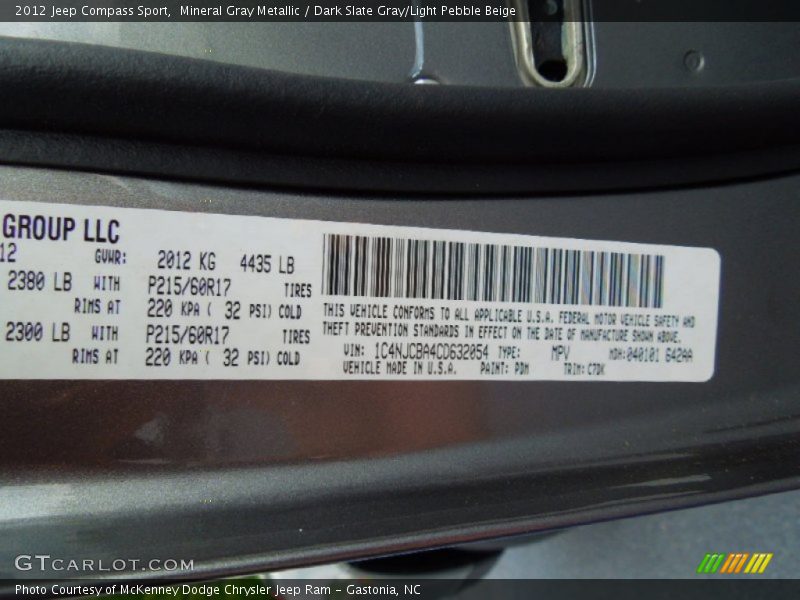 2012 Jeep Compass Sport, Mineral Gray Metallic / Dark Slate Gray/Light Pebble Beige
GROUP LLC
12 GVWR: 2012 KG 4435 LB
2380 LB WITH P215/60R17 TIRES
RIMS AT 220 KPA ( 32 PSI) COLD
2300 LB WITH P215/60R17 TIRES
RIMS AT 220 KPA ( 32 PSI) COLD
THIS VEHICLE CONFORMS TO ALL APPLICABLE U.S.A. FEDERAL MOTOR VEHICLE SAFETY AND
THEFT PREVENTION STANDARDS IN EFFECT ON THE DATE OF MANUFACTURE SHOWN ABOVE.
VIN: 1C4NJCBA4CD632054 TYPE: MPV MDH:040101 642AA
VEHICLE MADE IN U.S.A. PAINT: PDM TRIM: C7DK
GTCARLOT.COM
Photo Courtesy of McKenney Dodge Chrysler Jeep Ram – Gastonia, NC